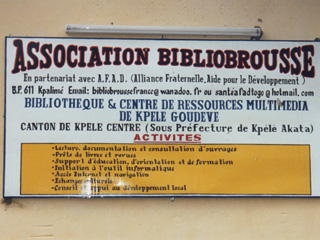 ASSOCIATION BIBLIOBROUSSE
En partenariat avec A.F.A.D. (Alliance Fraternelle, Aide pour le Développement)
B.P. 611 Kpalimé Email: bibliobroussefrance@wanadoo.fr ou santéafadtogo@hotmail.com
BIBLIOTHEQUE & CENTRE DE RESSOURCES MULTIMEDIA
DE KPELE GOUDEVE
CANTON DE KPELE CENTRE (Sous Préfecture de Kpélé Akata)
ACTIVITES
-Lecture, documentation et consultation d'ouvrages
-Prêts de livres et revues
-Support d'éducation, d'orientation et de formation
-Initiation à l'outil informatique
-Accès Internet et navigation
-Echanges culturels
-Conseil d'appui au développement local